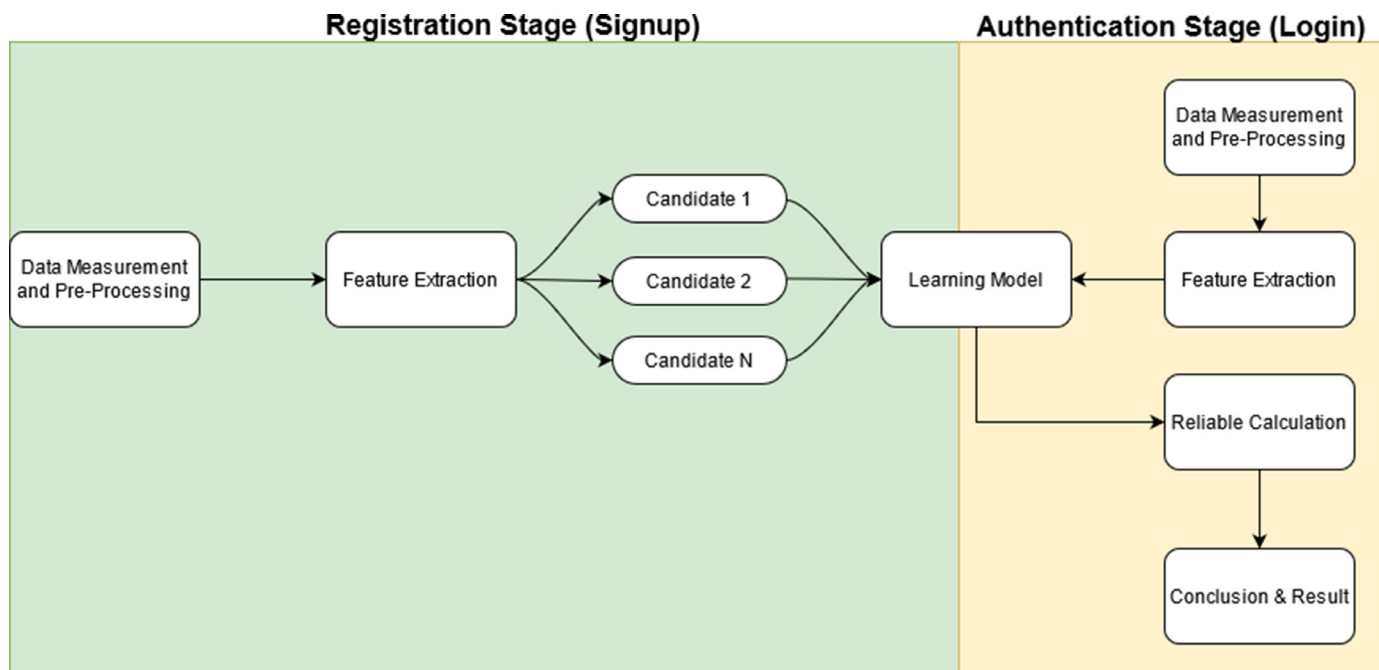 Registration Stage (Signup)
Authentication Stage (Login)
Data Measurement
and Pre-Processing
Feature Extraction
Candidate 1
Candidate 2
Candidate N
Learning Model
Data Measurement
and Pre-Processing
Feature Extraction
Reliable Calculation
Conclusion & Result